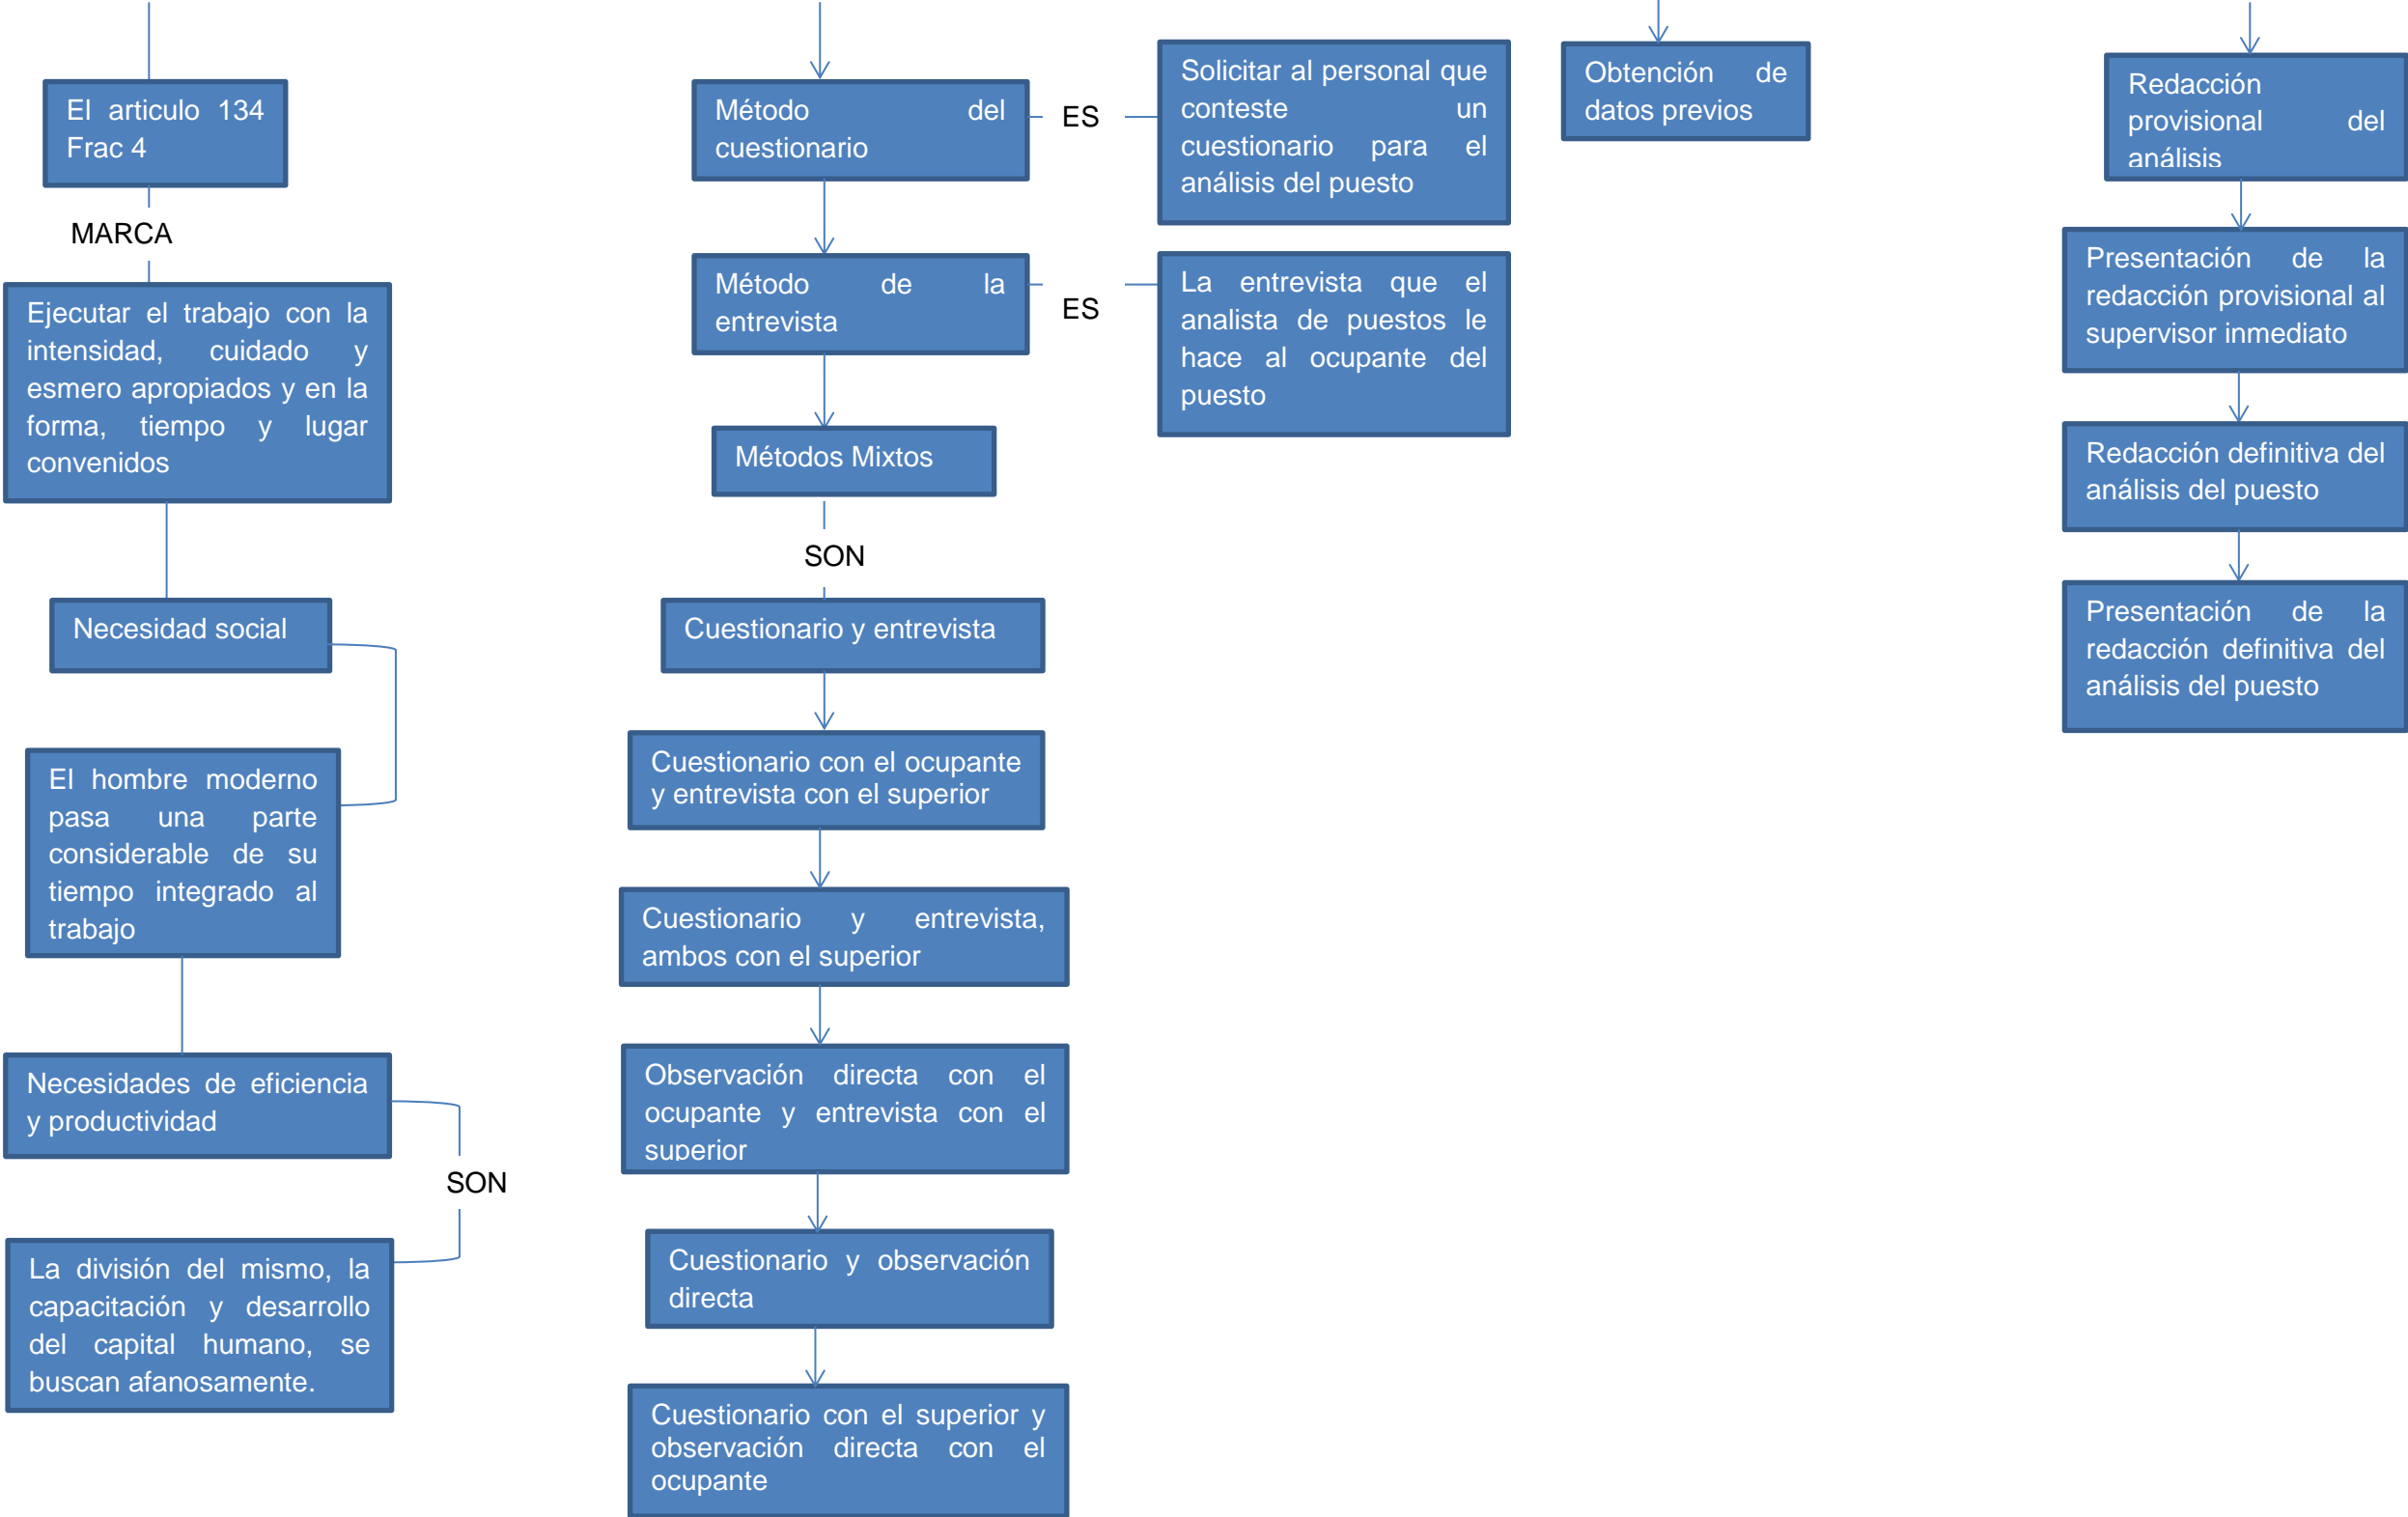 El articulo 134
Frac 4
MARCA
Ejecutar el trabajo con la
intensidad, cuidado y
esmero apropiados y en la
forma, tiempo y lugar
convenidos
Necesidad social
El hombre moderno
pasa una parte
considerable de su
tiempo integrado al
trabajo
Necesidades de eficiencia
y productividad
SON
La división del mismo, la
capacitación y desarrollo
del capital humano, se
buscan afanosamente.
Método del
cuestionario
ES
Solicitar al personal que
conteste un
cuestionario para el
análisis del puesto
Método de la
entrevista
ES
La entrevista que el
analista de puestos le
hace al ocupante del
puesto
Métodos Mixtos
SON
Cuestionario y entrevista
Cuestionario con el ocupante
y entrevista con el superior
Cuestionario y entrevista,
ambos con el superior
Observación directa con el
ocupante y entrevista con el
superior
Cuestionario y observación
directa
Cuestionario con el superior y
observación directa con el
ocupante
Obtención de
datos previos
Redacción
provisional del
análisis
Presentación de la
redacción provisional al
supervisor inmediato
Redacción definitiva del
análisis del puesto
Presentación de la
redacción definitiva del
análisis del puesto